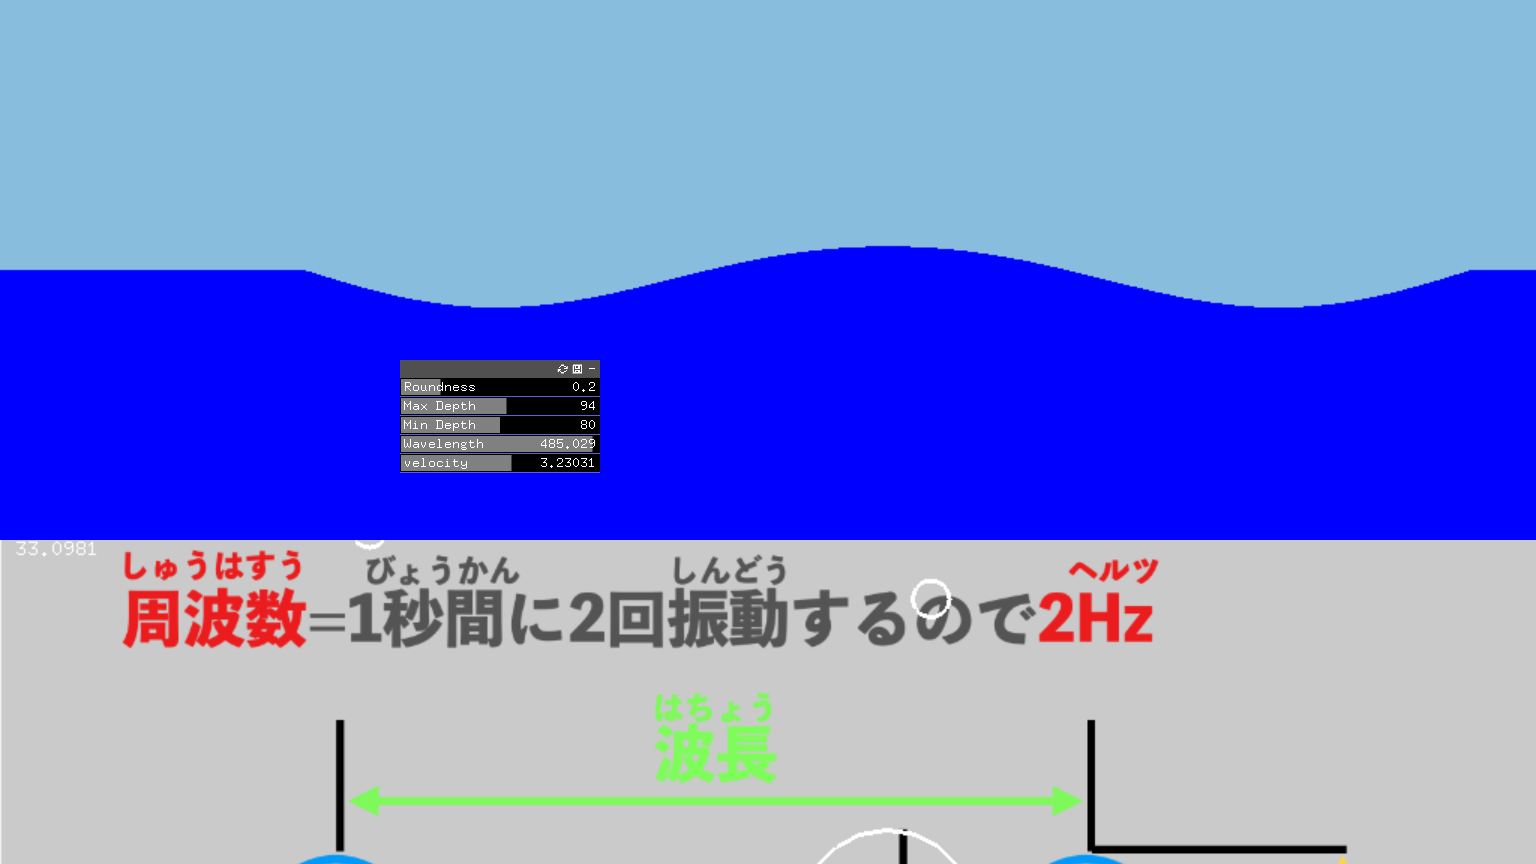 Roundness 0.2
Max Depth 94
Min Depth 80
Wavelength 485.029
velocity 3.23031
33.0981
しゅうはすう びょうかん しんどう ヘルツ
周波数=1秒間に2回振動するので2Hz
はちょう
波長